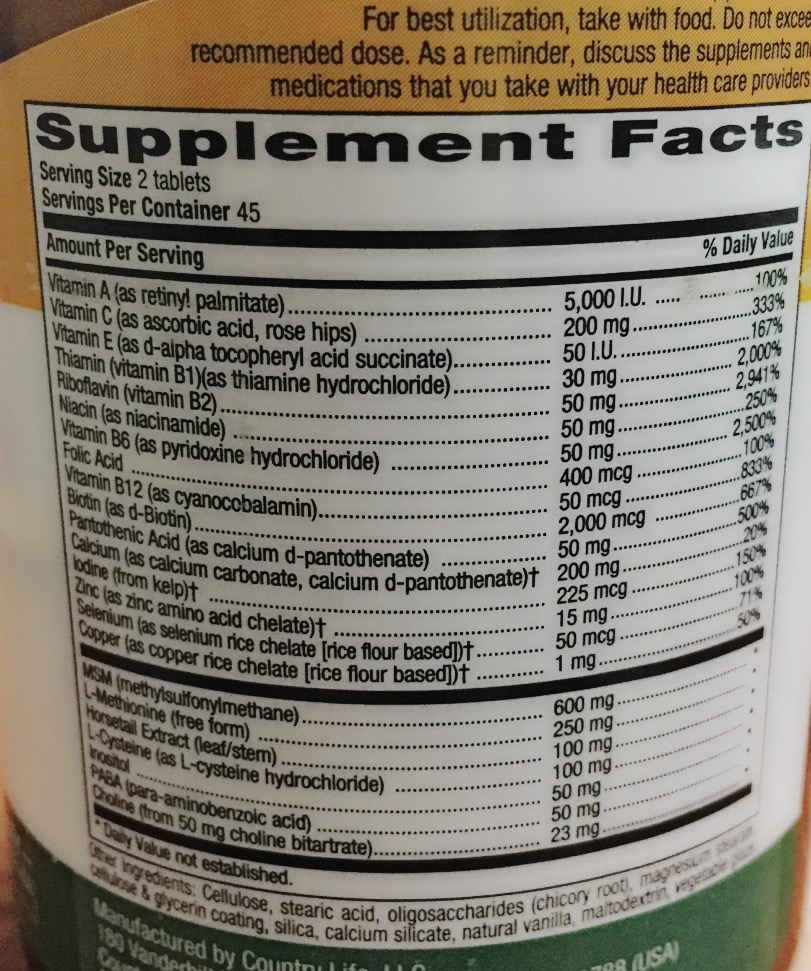 For best utilization, take with food. Do not excee
recommended dose. As a reminder, discuss the supplements an
medications that you take with your health care providers
Supplement Facts
Serving Size 2 tablets
Servings Per Container 45
Amount Per Serving % Daily Value
Vitamin A (as retinyl palmitate) 5,000 I.U. 100%
Vitamin C (as ascorbic acid, rose hips) 200 mg 333%
Vitamin E (as d-alpha tocopheryl acid succinate) 50 I.U. 167%
Thiamin (vitamin B1)(as thiamine hydrochloride) 30 mg 2,000%
Riboflavin (vitamin B2) 50 mg 2,941%
Niacin (as niacinamide) 50 mg 250%
Vitamin B6 (as pyridoxine hydrochloride) 50 mg 2,500%
Folic Acid 400 mcg 100%
Vitamin B12 (as cyanocobalamin) 50 mcg 833%
Biotin (as d-Biotin) 2,000 mcg 667%
Pantothenic Acid (as calcium d-pantothenate) 50 mg 500%
Calcium (as calcium carbonate, calcium d-pantothenate)† 200 mg 20%
Iodine (from kelp)† 225 mcg 150%
Zinc (as zinc amino acid chelate)† 15 mg 100%
Selenium (as selenium rice chelate [rice flour based])† 50 mcg 71%
Copper (as copper rice chelate [rice flour based])† 1 mg 50%
MSM (methylsulfonylmethane) 600 mg *
L-Methionine (free form) 250 mg *
Horsetail Extract (leaf/stem) 100 mg *
L-Cysteine (as L-cysteine hydrochloride) 100 mg *
Inositol 50 mg *
PABA (para-aminobenzoic acid) 50 mg *
Choline (from 50 mg choline bitartrate) 23 mg *
* Daily Value not established.
Other ingredients: Cellulose, stearic acid, oligosaccharides (chicory root), magnesium stearate,
cellulose & glycerin coating, silica, calcium silicate, natural vanilla, maltodextrin, vegetable
Manufactured by Country Life, LLC
180 788 (USA)